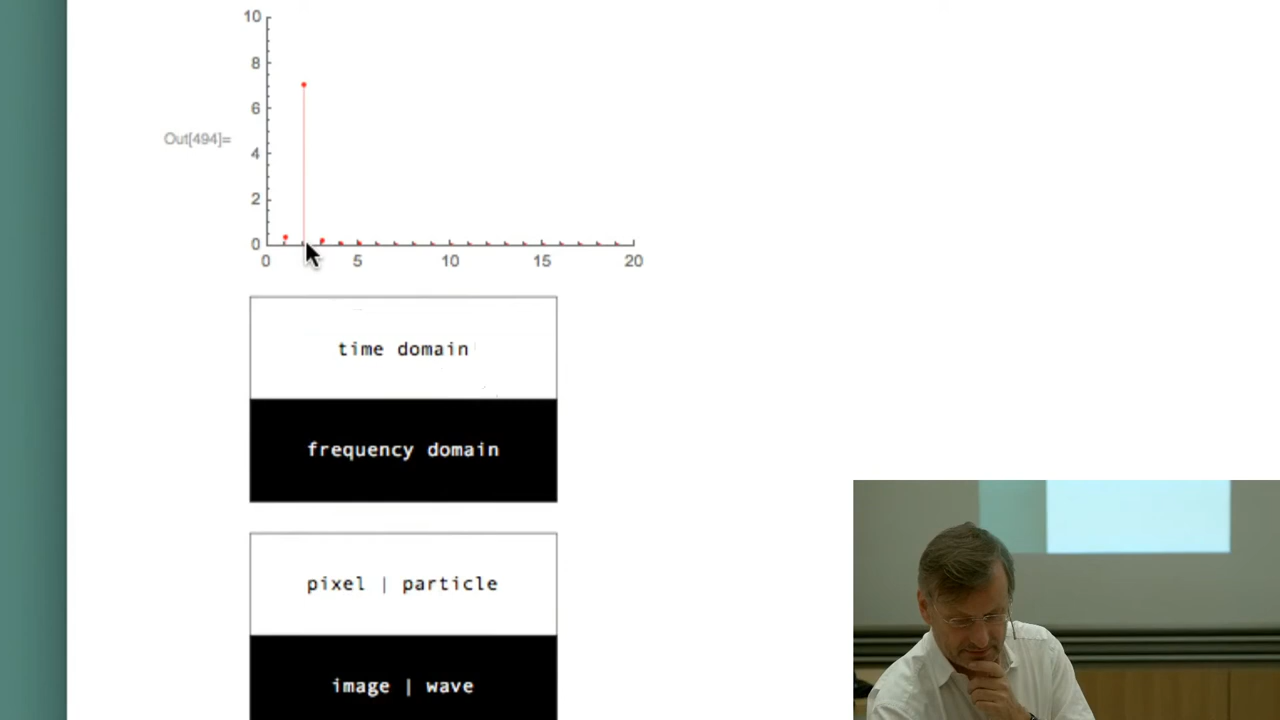 10
8
6
Out[494]=
4
2
0
0 5 10 15 20
time domain
frequency domain
pixel | particle
image | wave